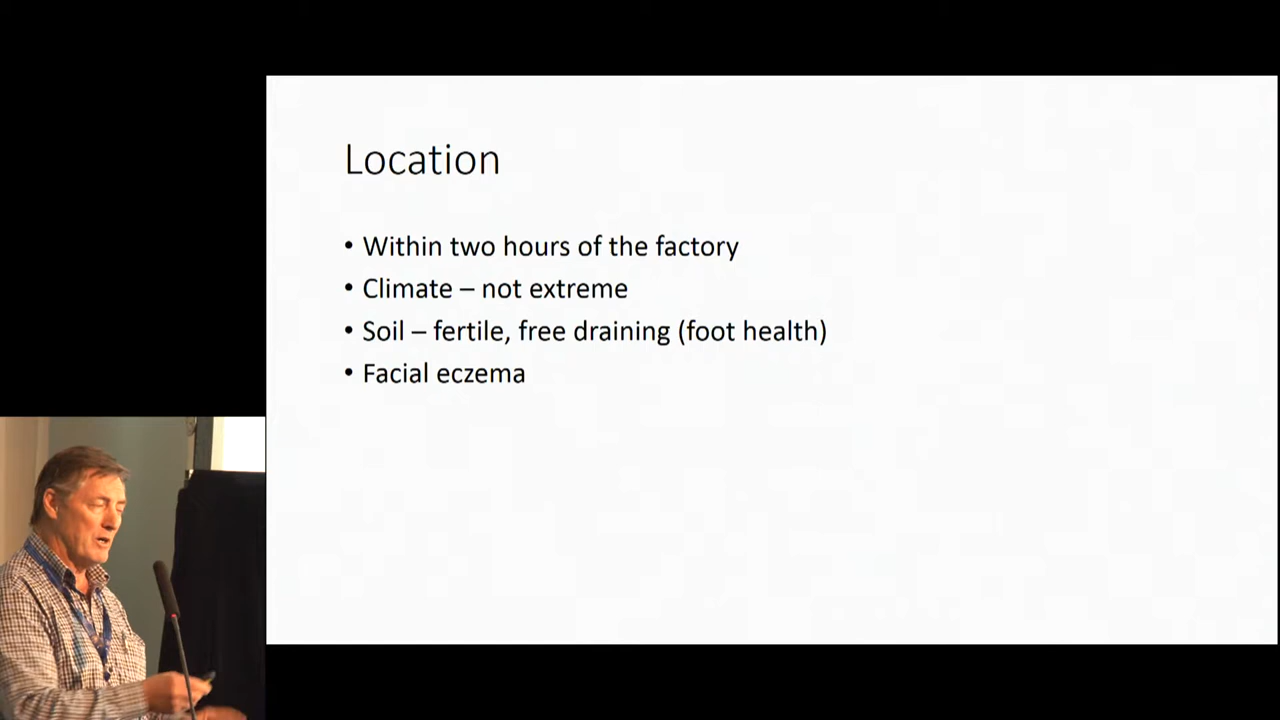 Location
• Within two hours of the factory
• Climate – not extreme
• Soil – fertile, free draining (foot health)
• Facial eczema